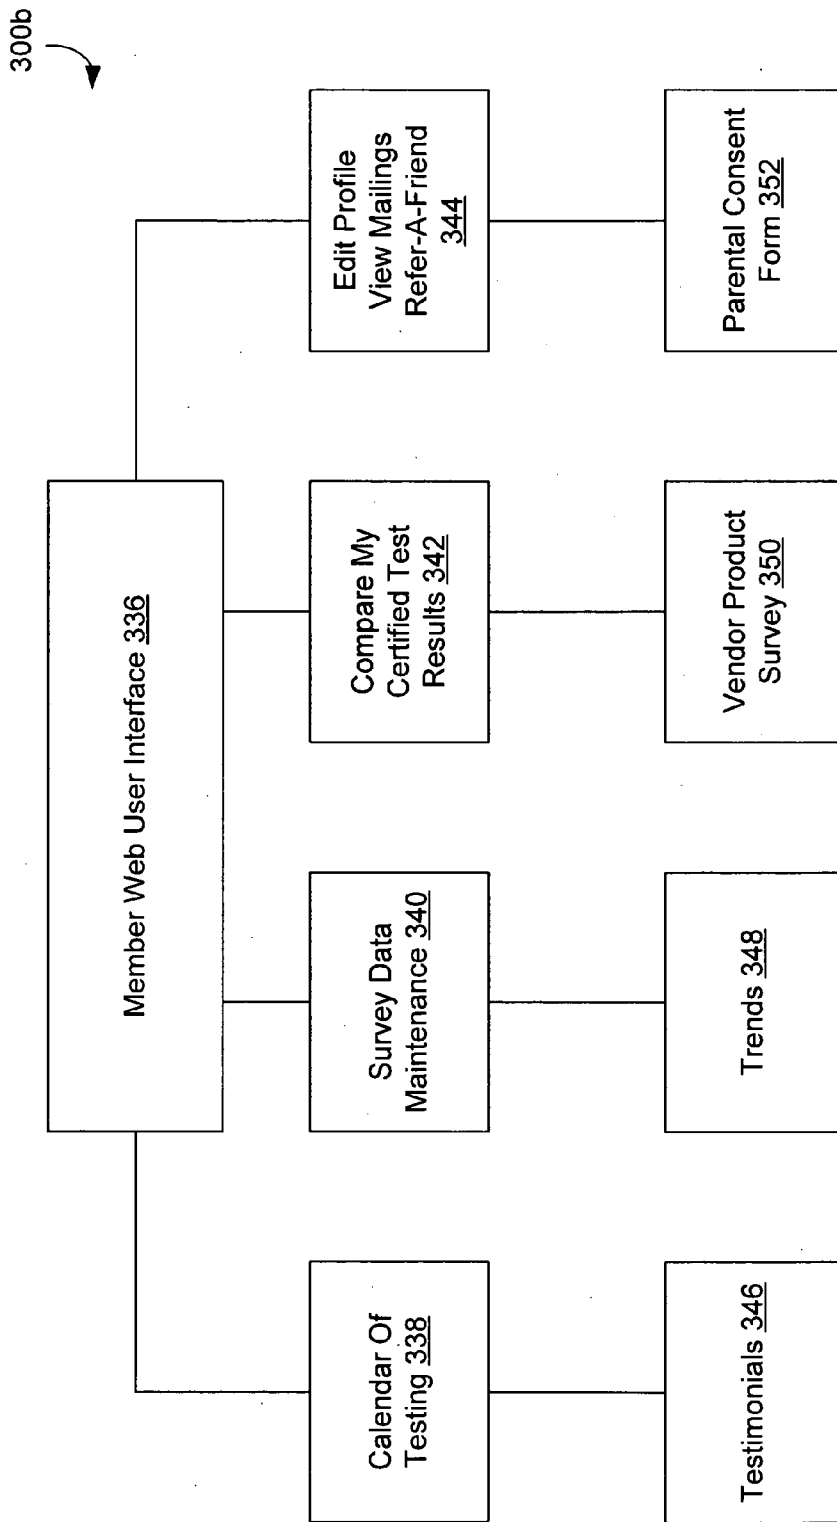 300b
Member Web User Interface 336
Calendar Of
Testing 338
Survey Data
Maintenance 340
Compare My
Certified Test
Results 342
Edit Profile
View Mailings
Refer-A-Friend
344
Testimonials 346
Trends 348
Vendor Product
Survey 350
Parental Consent
Form 352